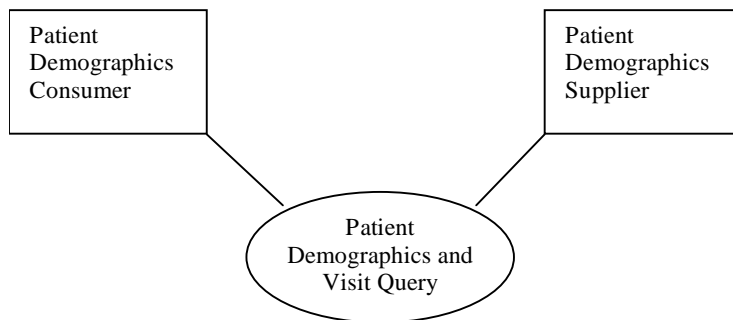 Patient
Demographics
Consumer
Patient
Demographics
Supplier
Patient
Demographics and
Visit Query